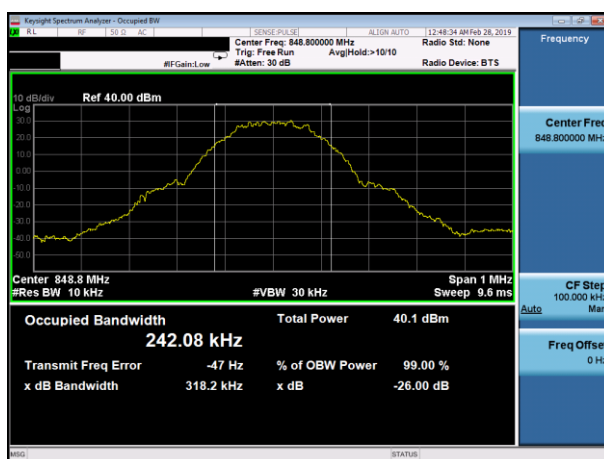 Keysight Spectrum Analyzer - Occupied BW
RL RF 50 Ω AC SENSE:PULSE ALIGN AUTO 12:48:34 AM Feb 28, 2019
Center Freq: 848.800000 MHz Radio Std: None
Trig: Free Run Avg|Hold:>10/10
#IFGain:Low #Atten: 30 dB Radio Device: BTS
Frequency
10 dB/div Ref 40.00 dBm
Log
30.0
20.0
10.0
0.00
-10.0
-20.0
-30.0
-40.0
-50.0
Center 848.8 MHz Span 1 MHz
#Res BW 10 kHz #VBW 30 kHz Sweep 9.6 ms
Occupied Bandwidth Total Power 40.1 dBm
242.08 kHz
Transmit Freq Error -47 Hz % of OBW Power 99.00 %
x dB Bandwidth 318.2 kHz x dB -26.00 dB
Center Freq
848.800000 MHz
CF Step
100.000 kHz
Auto Man
Freq Offset
0 Hz
MSG STATUS